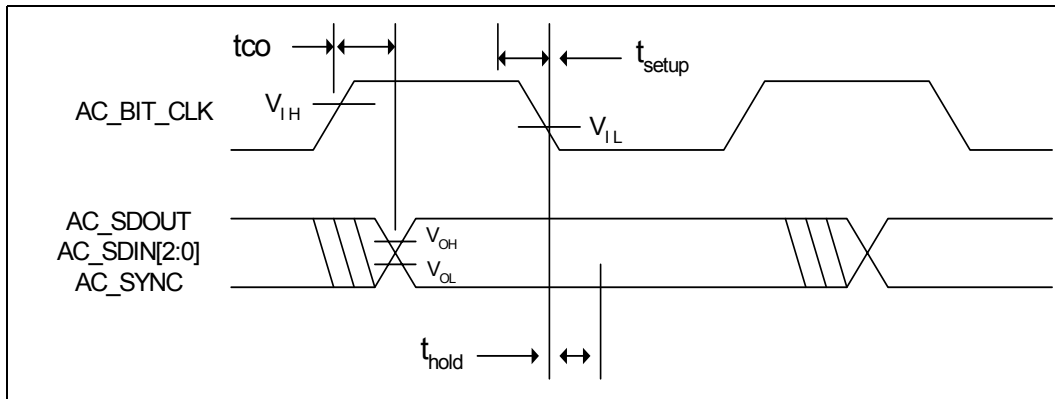 tco
t_setup
AC_BIT_CLK
V_IH
V_IL
AC_SDOUT
AC_SDIN[2:0]
AC_SYNC
V_OH
V_OL
t_hold